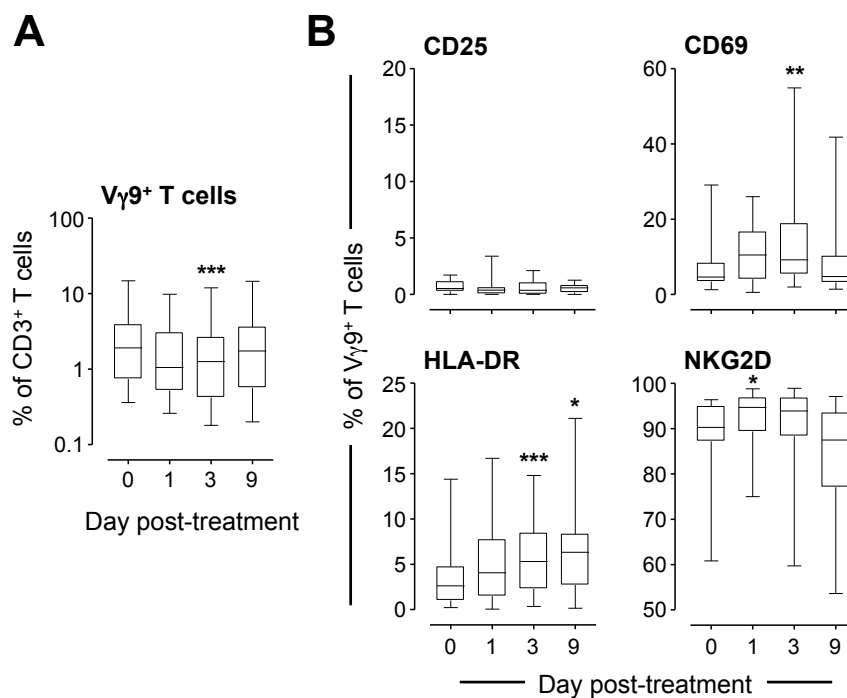 A
Vγ9⁺ T cells
% of CD3⁺ T cells
100
10
1
0.1
***
0 1 3 9
Day post-treatment
B
% of Vγ9⁺ T cells
CD25
20
15
10
5
0
CD69
60
40
20
0
**
HLA-DR
25
20
15
10
5
0
***
*
0 1 3 9
NKG2D
100
90
80
70
60
50
*
0 1 3 9
Day post-treatment